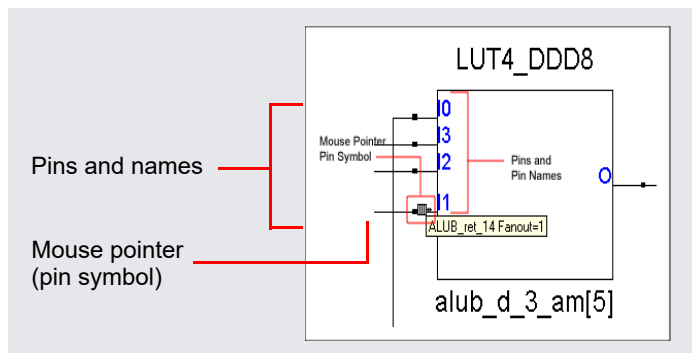 LUT4_DDD8
I0
I3
Mouse Pointer
Pin Symbol
I2
Pins and
Pin Names
O
Pins and names
I1
ALUB_ret_14 Fanout=1
Mouse pointer
(pin symbol)
alub_d_3_am[5]